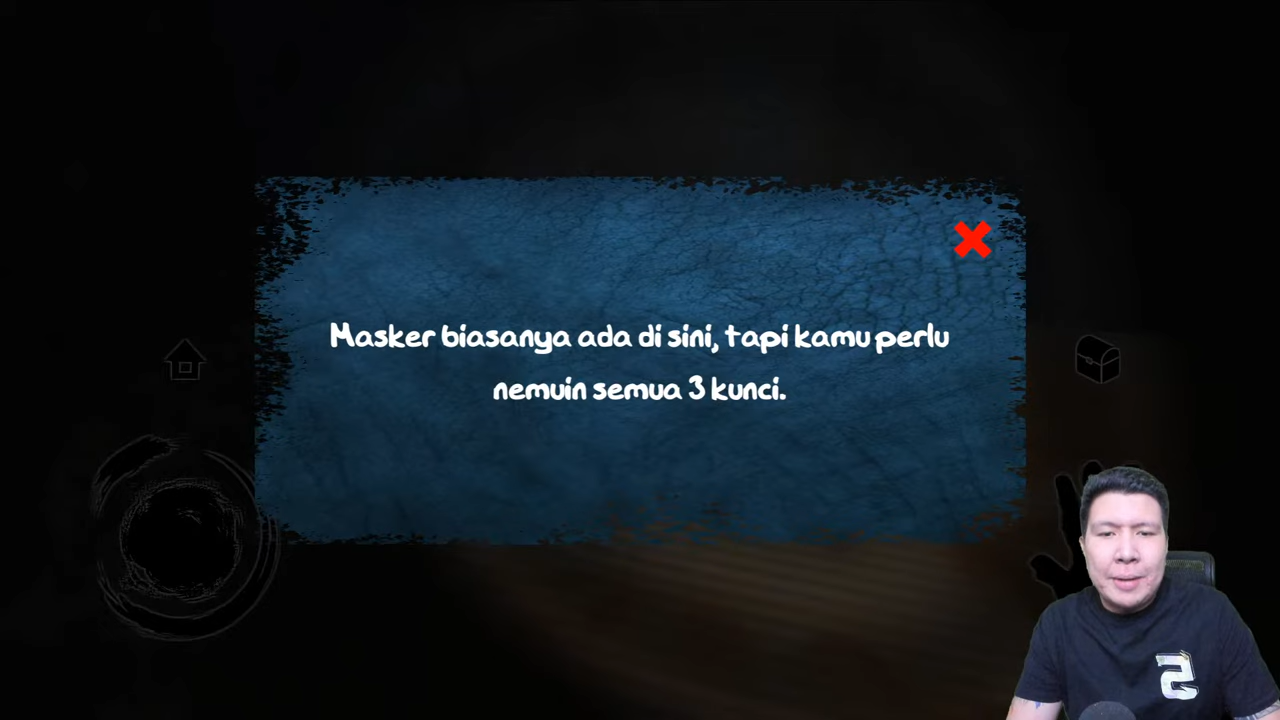 Masker biasanya ada di sini, tapi kamu perlu
nemuin semua 3 kunci.